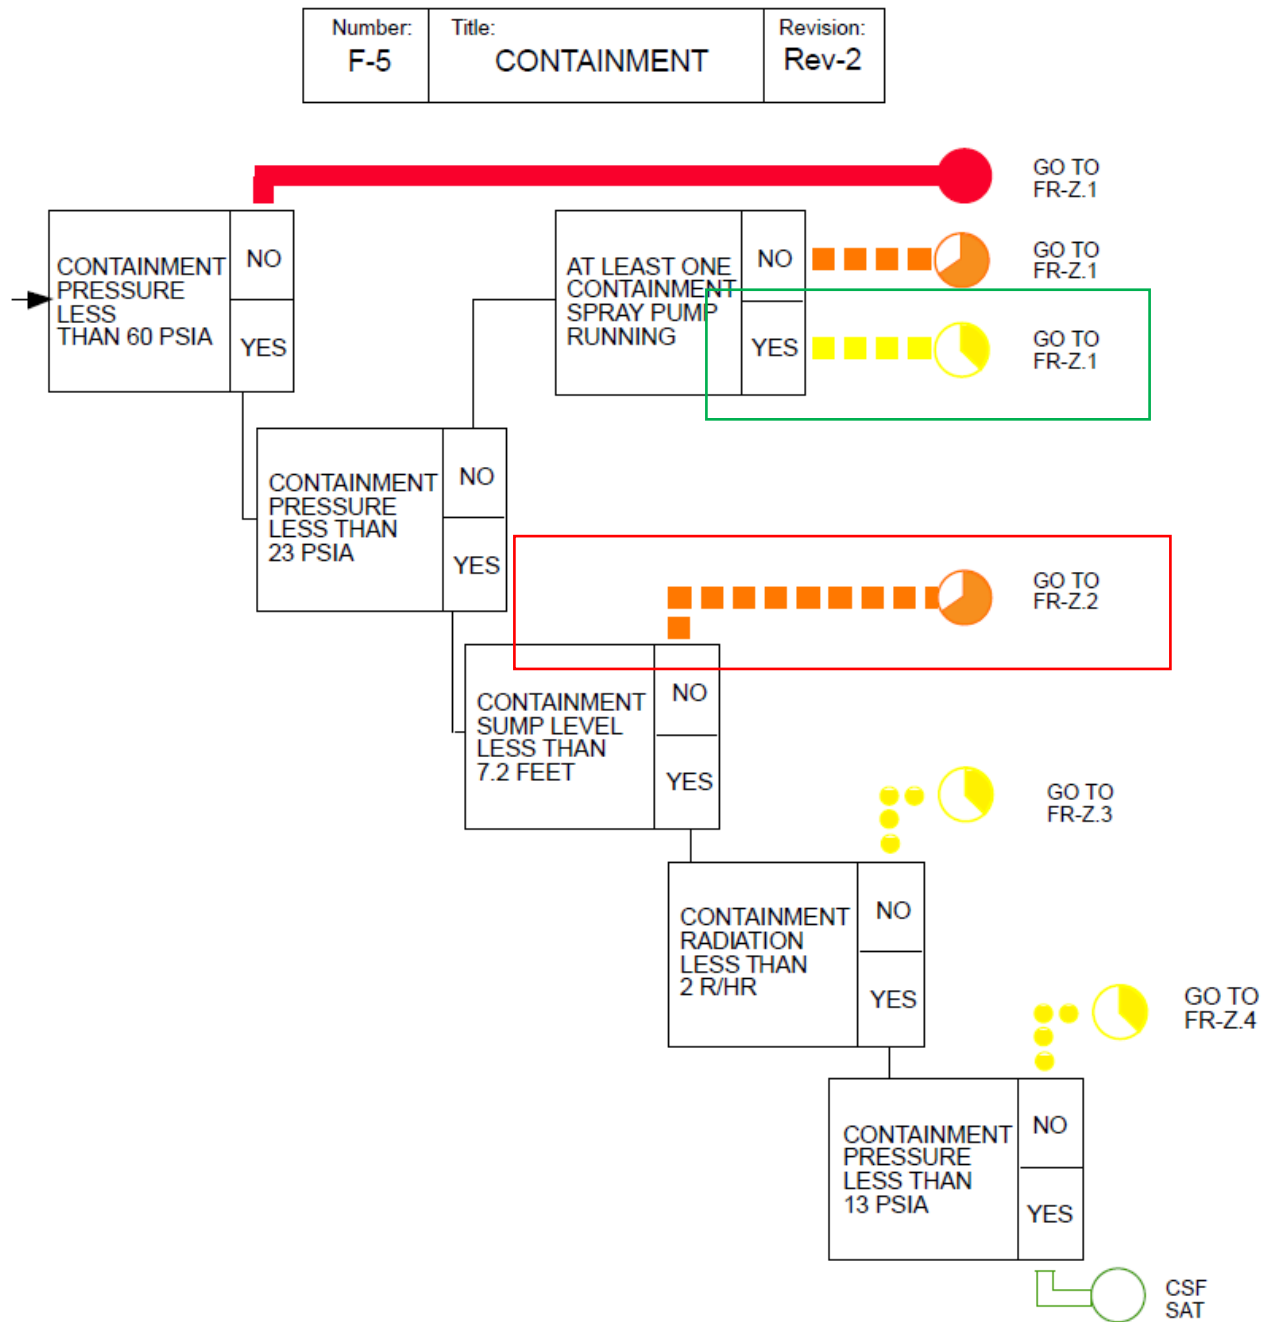 Number:
F-5
Title:
CONTAINMENT
Revision:
Rev-2
GO TO
FR-Z.1
CONTAINMENT
PRESSURE
LESS
THAN 60 PSIA
NO
YES
AT LEAST ONE
CONTAINMENT
SPRAY PUMP
RUNNING
NO
YES
GO TO
FR-Z.1
GO TO
FR-Z.1
CONTAINMENT
PRESSURE
LESS THAN
23 PSIA
NO
YES
GO TO
FR-Z.2
CONTAINMENT
SUMP LEVEL
LESS THAN
7.2 FEET
NO
YES
GO TO
FR-Z.3
CONTAINMENT
RADIATION
LESS THAN
2 R/HR
NO
YES
GO TO
FR-Z.4
CONTAINMENT
PRESSURE
LESS THAN
13 PSIA
NO
YES
CSF
SAT